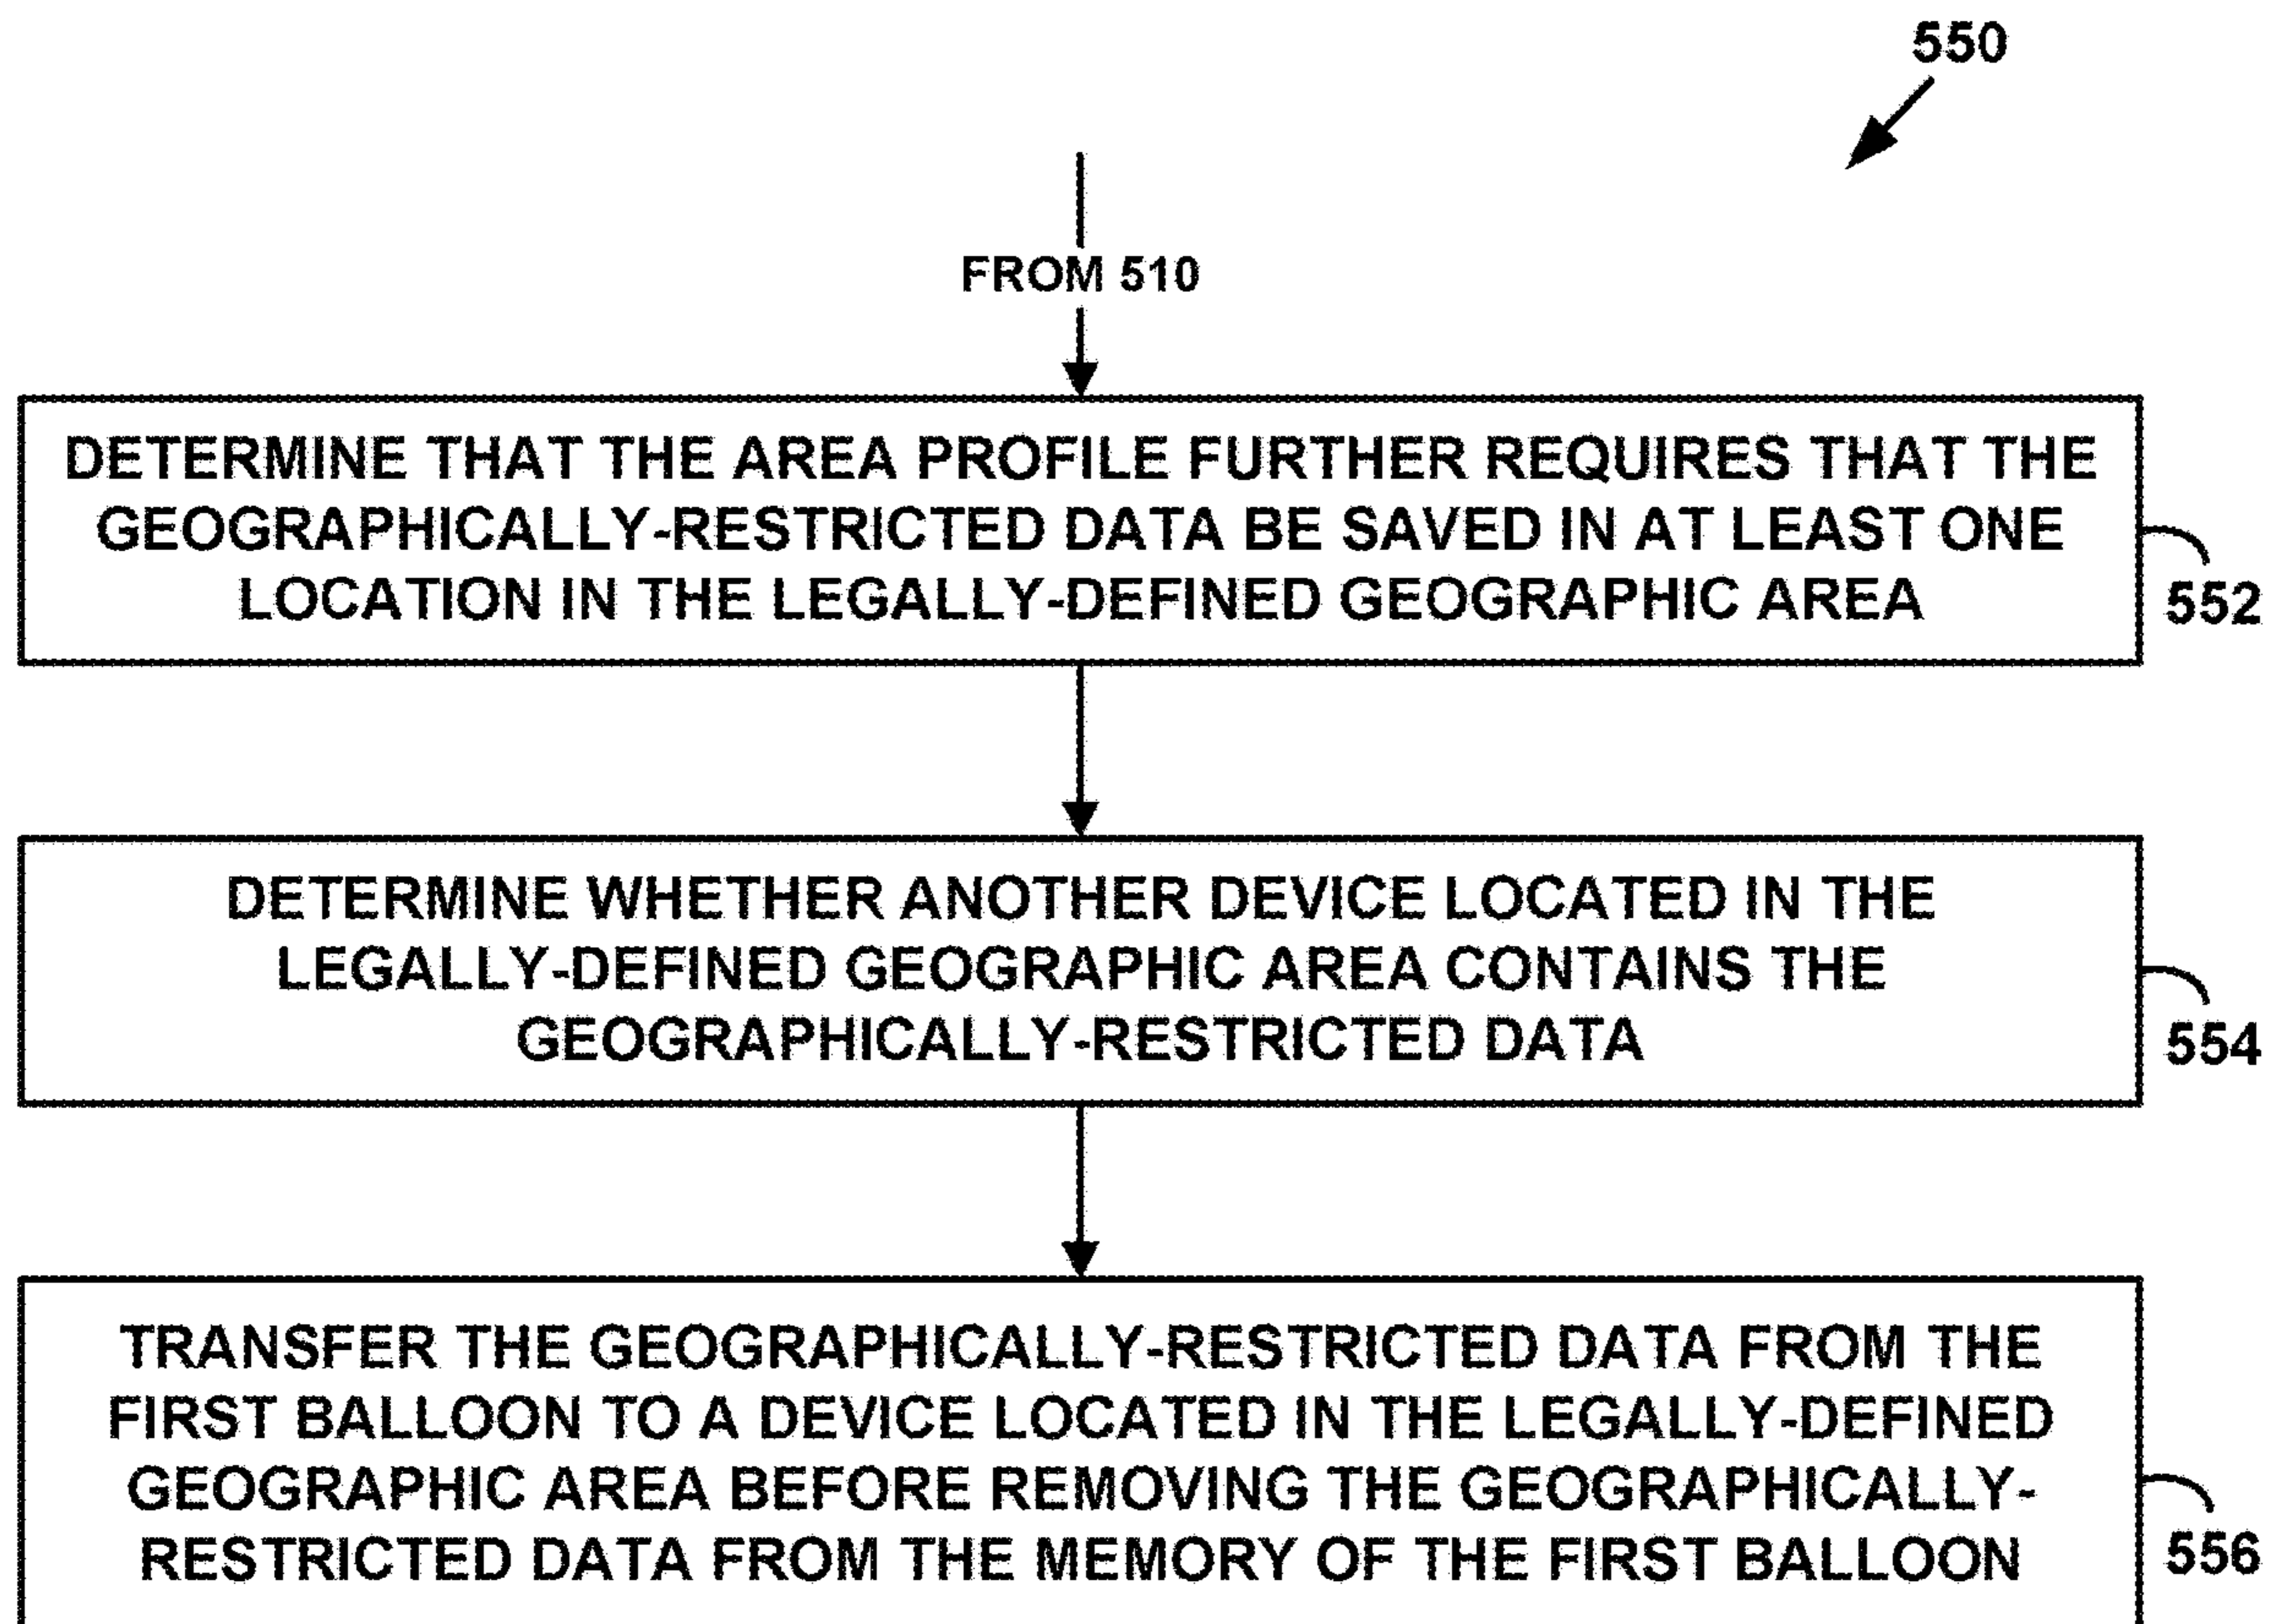 550
FROM 510
DETERMINE THAT THE AREA PROFILE FURTHER REQUIRES THAT THE
GEOGRAPHICALLY-RESTRICTED DATA BE SAVED IN AT LEAST ONE
LOCATION IN THE LEGALLY-DEFINED GEOGRAPHIC AREA
552
DETERMINE WHETHER ANOTHER DEVICE LOCATED IN THE
LEGALLY-DEFINED GEOGRAPHIC AREA CONTAINS THE
GEOGRAPHICALLY-RESTRICTED DATA
554
TRANSFER THE GEOGRAPHICALLY-RESTRICTED DATA FROM THE
FIRST BALLOON TO A DEVICE LOCATED IN THE LEGALLY-DEFINED
GEOGRAPHIC AREA BEFORE REMOVING THE GEOGRAPHICALLY-
RESTRICTED DATA FROM THE MEMORY OF THE FIRST BALLOON
556